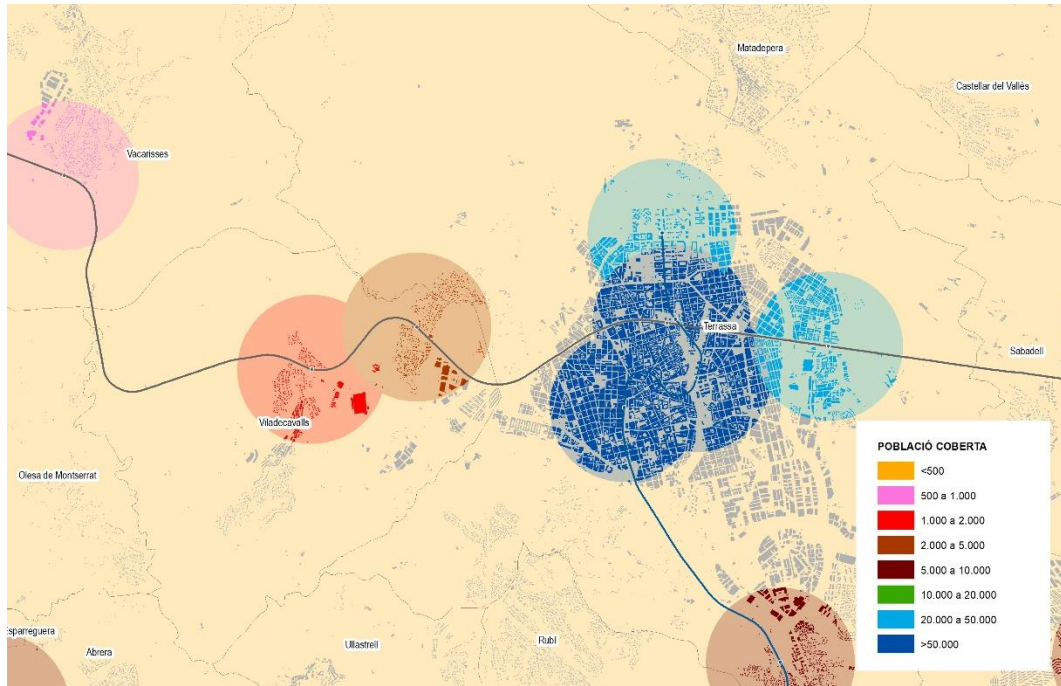 Matadepera
Castellar del Vallès
Vacarisses
Terrassa
Sabadell
Viladecavalls
Olesa de Montserrat
POBLACIÓ COBERTA
<500
500 a 1.000
1.000 a 2.000
2.000 a 5.000
5.000 a 10.000
10.000 a 20.000
20.000 a 50.000
>50.000
Esparreguera
Abrera
Ullastrell
Rubí